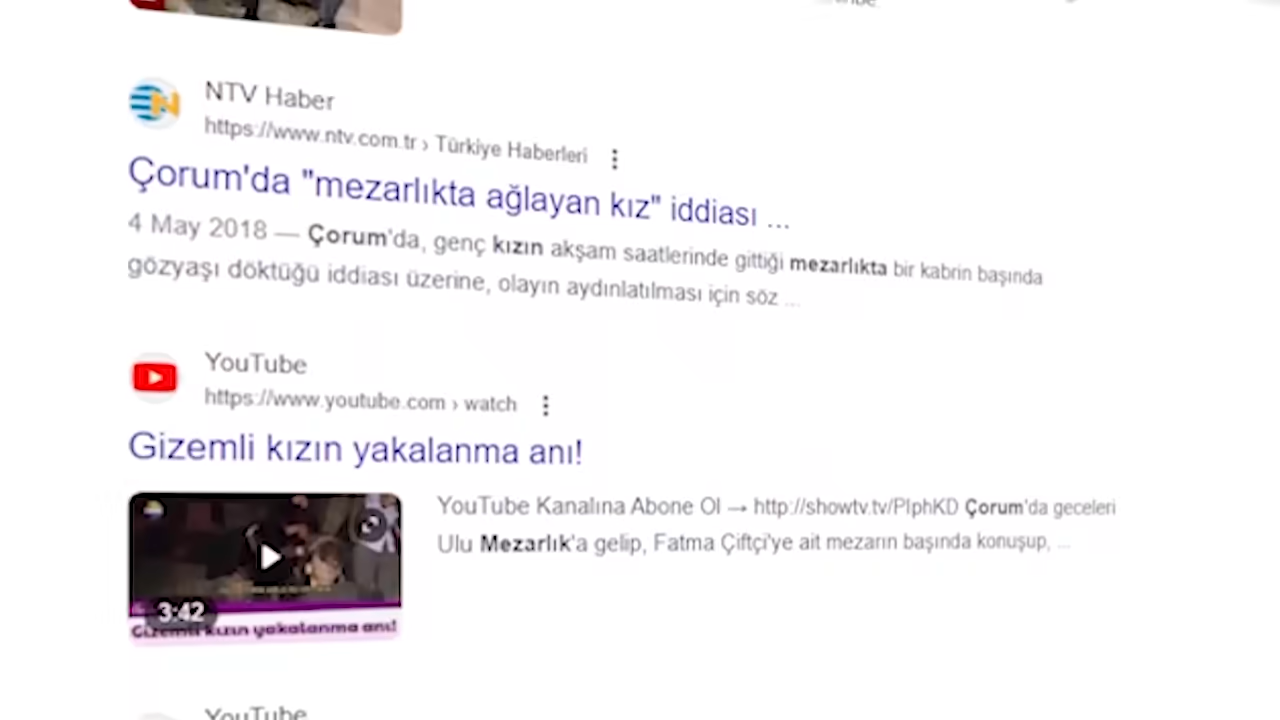 NTV Haber
https://www.ntv.com.tr › Türkiye Haberleri
Çorum'da "mezarlıkta ağlayan kız" iddiası ...
4 May 2018 — Çorum'da, genç kızın akşam saatlerinde gittiği mezarlıkta bir kabrin başında
gözyaşı döktüğü iddiası üzerine, olayın aydınlatılması için söz ...
YouTube
https://www.youtube.com › watch
Gizemli kızın yakalanma anı!
YouTube Kanalına Abone Ol → http://showtv.tv/PlphKD Çorum'da geceleri
Ulu Mezarlık'a gelip, Fatma Çiftçi'ye ait mezarın başında konuşup, ...
3:42
Gizemli kızın yakalanma anı!
YouTube